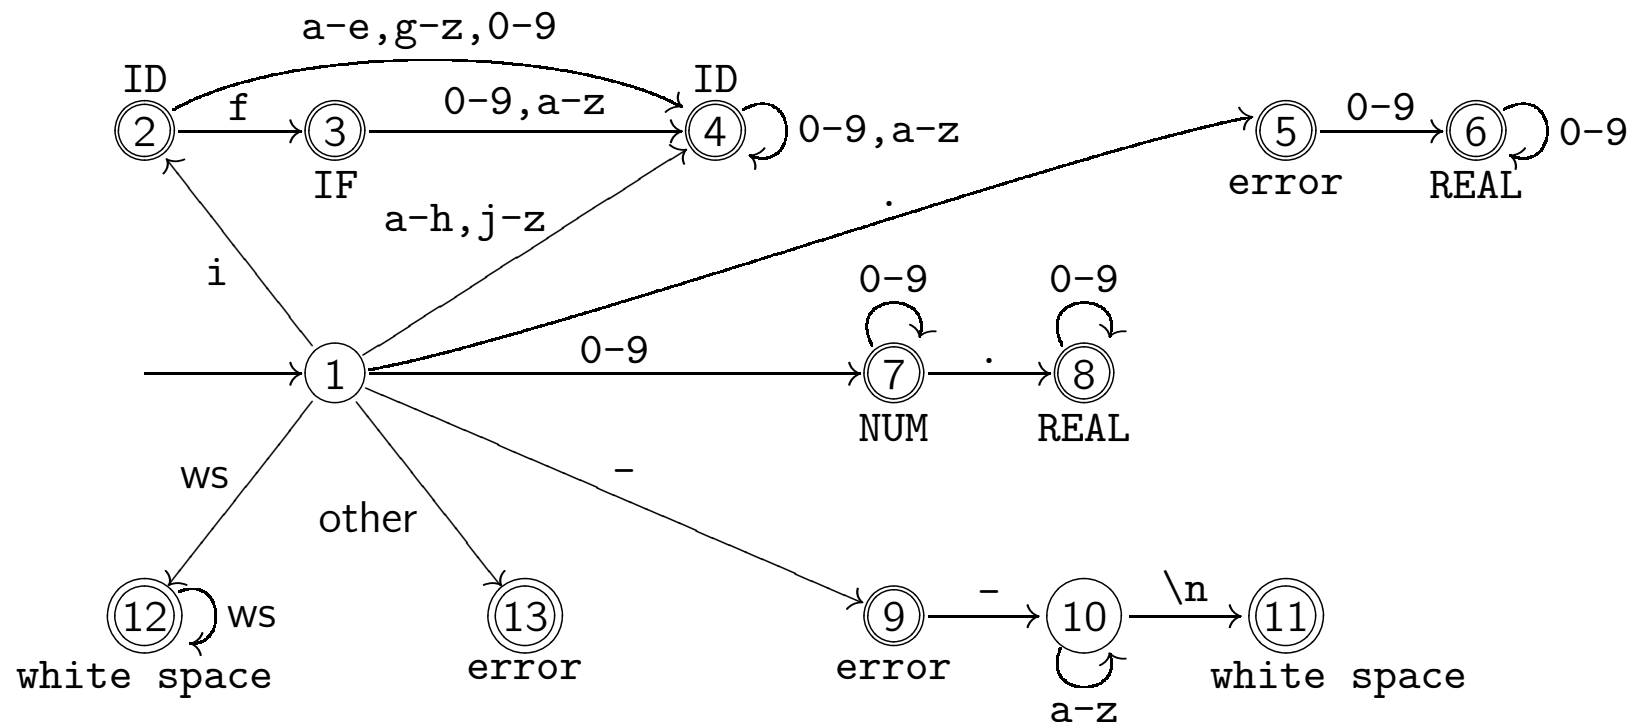 a-e,g-z,0-9
ID
ID
f
0-9,a-z
2
3
4
0-9,a-z
5
0-9
6
0-9
IF
error
REAL
.
a-h,j-z
i
0-9
0-9
0-9
1
7
.
8
NUM
REAL
ws
-
other
12
ws
13
9
-
10
\n
11
white space
error
error
white space
a-z